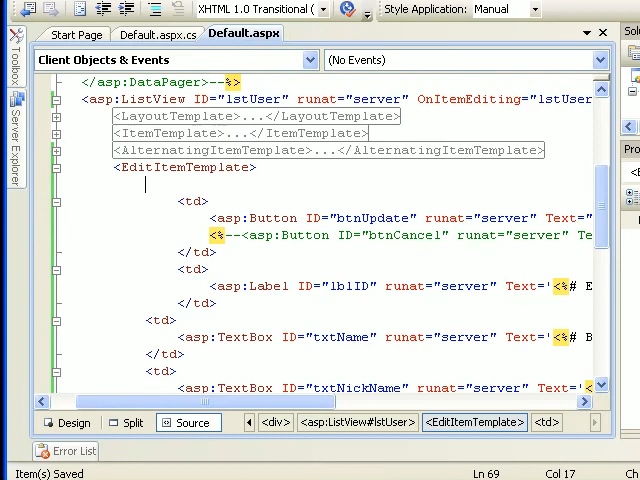 XHTML 1.0 Transitional (
Style Application:
Manual
Start Page
Default.aspx.cs
Default.aspx
Solu
Toolbox
Server Explorer
Client Objects & Events
(No Events)
</asp:DataPager>--%>
<asp:ListView ID="lstUser" runat="server" OnItemEditing="lstUser
<LayoutTemplate>...</LayoutTemplate>
<ItemTemplate>...</ItemTemplate>
<AlternatingItemTemplate>...</AlternatingItemTemplate>
<EditItemTemplate>
<td>
<asp:Button ID="btnUpdate" runat="server" Text="
<%--<asp:Button ID="btnCancel" runat="server" Te
</td>
<td>
<asp:Label ID="lblID" runat="server" Text='<%# E
</td>
<td>
<asp:TextBox ID="txtName" runat="server" Text='<%# B
</td>
<td>
<asp:TextBox ID="txtNickName" runat="server" Text='<
Pro
<E
Design
Split
Source
<div>
<asp:ListView#lstUser>
<EditItemTemplate>
<td>
Error List
Item(s) Saved
Ln 69
Col 17
Ch